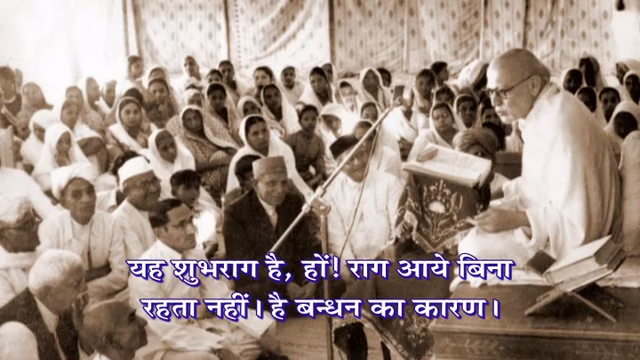 यह शुभराग है, हों! राग आये बिना
रहता नहीं। है बन्धन का कारण।